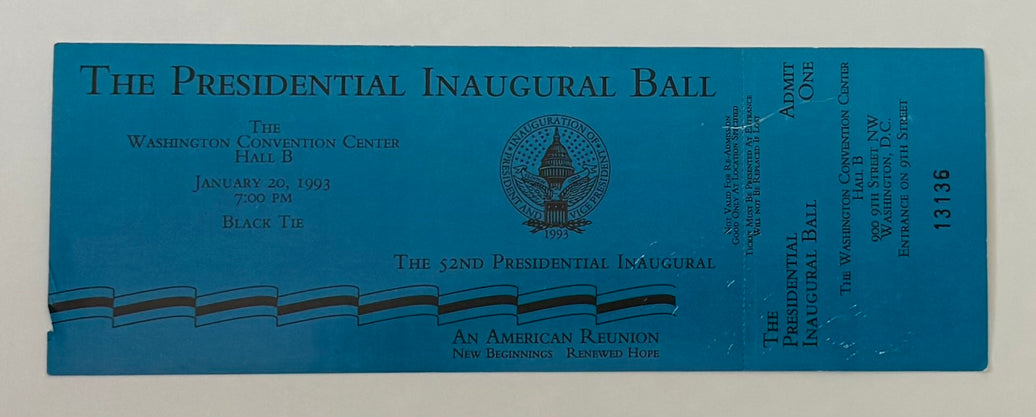 THE PRESIDENTIAL INAUGURAL BALL
THE
WASHINGTON CONVENTION CENTER
HALL B
JANUARY 20, 1993
7:00 PM
BLACK TIE
PRESIDENT AND INAUGURATION OF VICE PRESIDENT
1993
THE 52ND PRESIDENTIAL INAUGURAL
AN AMERICAN REUNION
NEW BEGINNINGS RENEWED HOPE
NOT VALID FOR RE-ADMISSION
GOOD ONLY AT LOCATION SPECIFIED
TICKET MUST BE PRESENTED AT ENTRANCE
WILL NOT BE REPLACED IF LOST
THE
PRESIDENTIAL
INAUGURAL BALL
ADMIT
ONE
THE WASHINGTON CONVENTION CENTER
HALL B
900 9TH STREET NW
WASHINGTON, D.C.
ENTRANCE ON 9TH STREET
13136